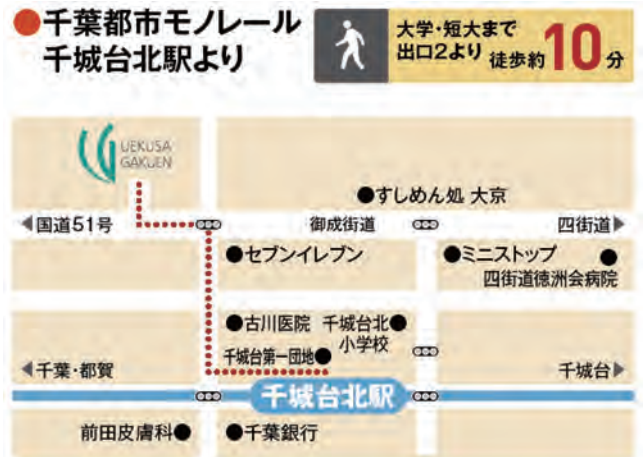 ●千葉都市モノレール
千城台北駅より
大学・短大まで
出口2より 徒歩約10分
UEKUSA
GAKUEN
●すしめん処 大京
◀国道51号
御成街道
四街道▶
●セブンイレブン
●ミニストップ
四街道徳洲会病院
●古川医院
千城台北●
小学校
千城台第一団地●
◀千葉・都賀
千城台▶
千城台北駅
前田皮膚科●
●千葉銀行